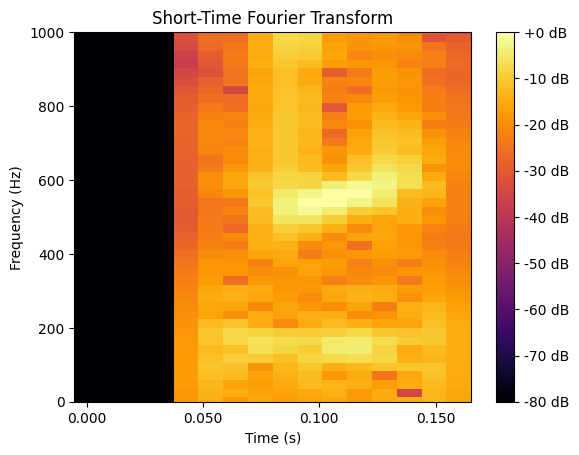 Short-Time Fourier Transform
1000
800
600
400
200
0
Frequency (Hz)
0.000
0.050
0.100
0.150
Time (s)
+0 dB
-10 dB
-20 dB
-30 dB
-40 dB
-50 dB
-60 dB
-70 dB
-80 dB